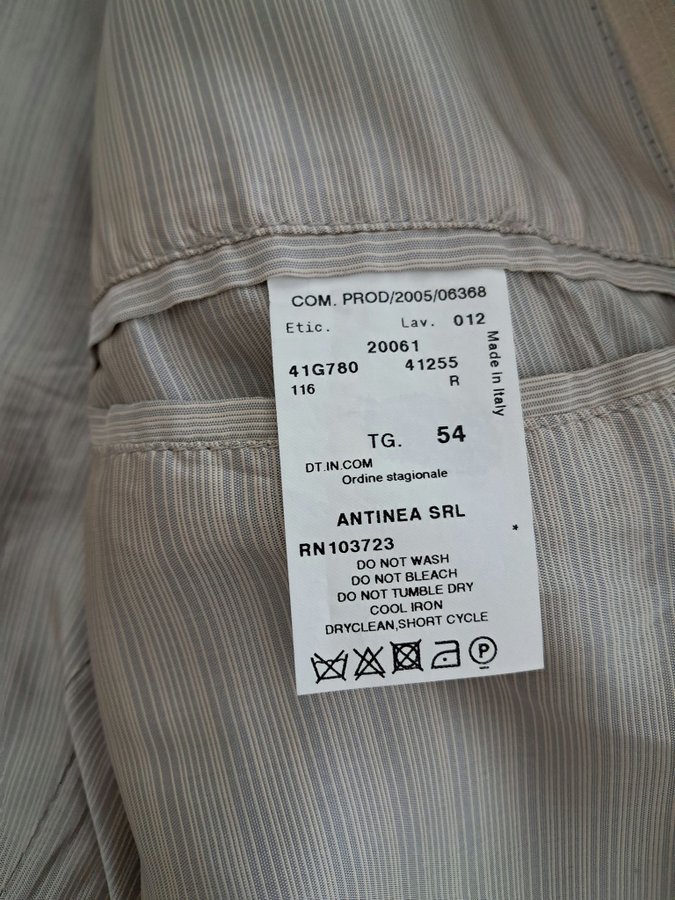 COM. PROD/2005/06368
Etic. Lav. 012
20061
41G780 41255
116 R
Made in Italy
TG. 54
DT.IN.COM
Ordine stagionale
ANTINEA SRL
*
RN103723
DO NOT WASH
DO NOT BLEACH
DO NOT TUMBLE DRY
COOL IRON
DRYCLEAN,SHORT CYCLE
P